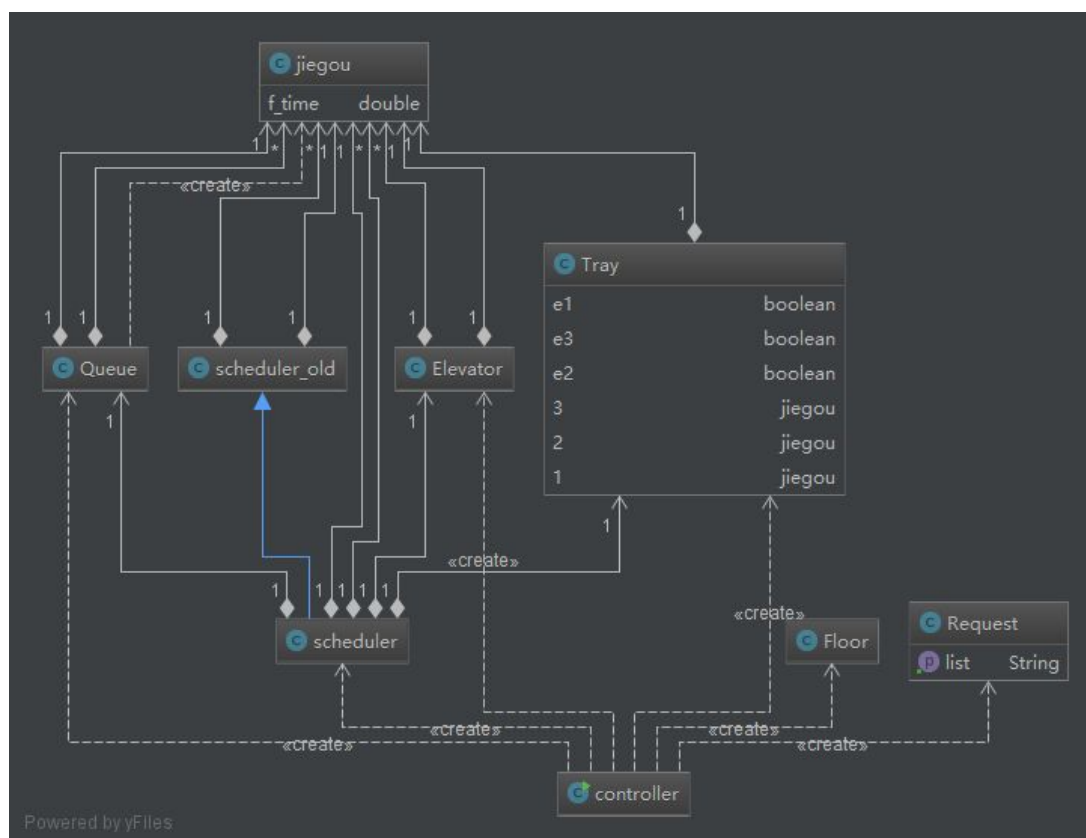 C jiegou
f_time double
1 * * 1 1 * * 1 1 1
«create»
1
1 1 1 1 1 1
C Tray
e1 boolean
e3 boolean
e2 boolean
3 jiegou
2 jiegou
1 jiegou
C Queue
C scheduler_old
C Elevator
1 1 1
«create»
1 1 1 1 1
«create»
C scheduler
C Floor
C Request
p list String
«create» «create» «create» «create»
C controller
Powered by yFiles